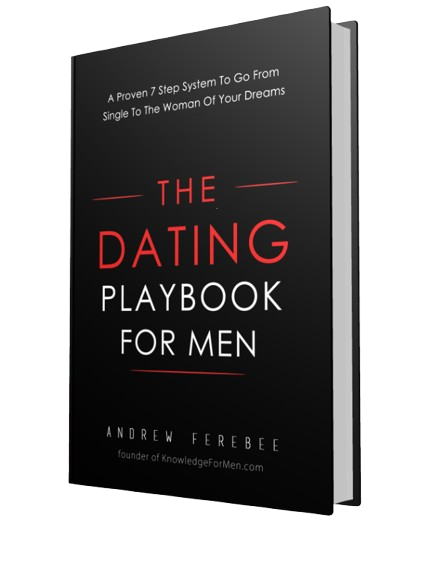 A Proven 7 Step System To Go From
Single To The Woman Of Your Dreams
THE
DATING
PLAYBOOK
FOR MEN
ANDREW FEREBEE
founder of KnowledgeForMen.com